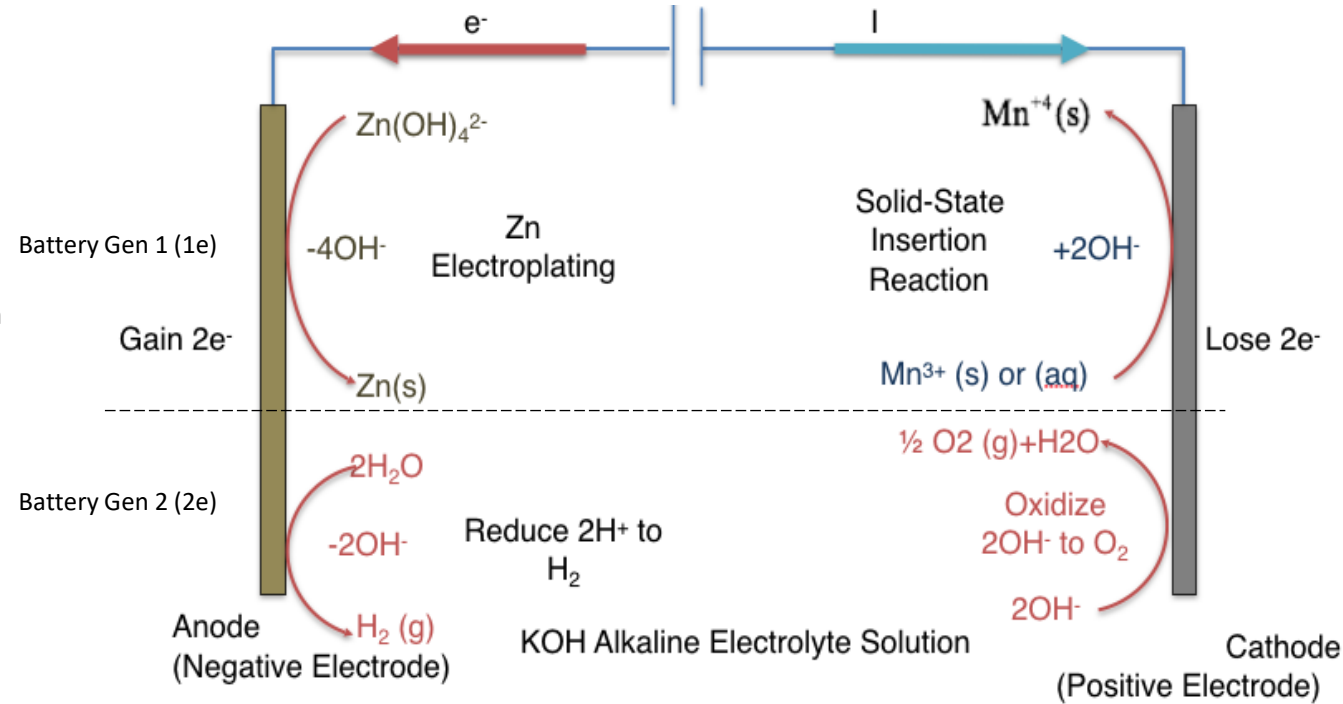 e⁻
I
Zn(OH)₄²⁻
Mn⁺⁴(s)
Battery Gen 1 (1e)
-4OH⁻
Zn
Electroplating
Solid-State
Insertion
Reaction
+2OH⁻
Gain 2e⁻
Lose 2e⁻
Zn(s)
Mn³⁺ (s) or (aq)
½ O2 (g)+H2O
2H₂O
Battery Gen 2 (2e)
-2OH⁻
Reduce 2H⁺ to
H₂
Oxidize
2OH⁻ to O₂
2OH⁻
H₂ (g)
Anode
(Negative Electrode)
KOH Alkaline Electrolyte Solution
Cathode
(Positive Electrode)